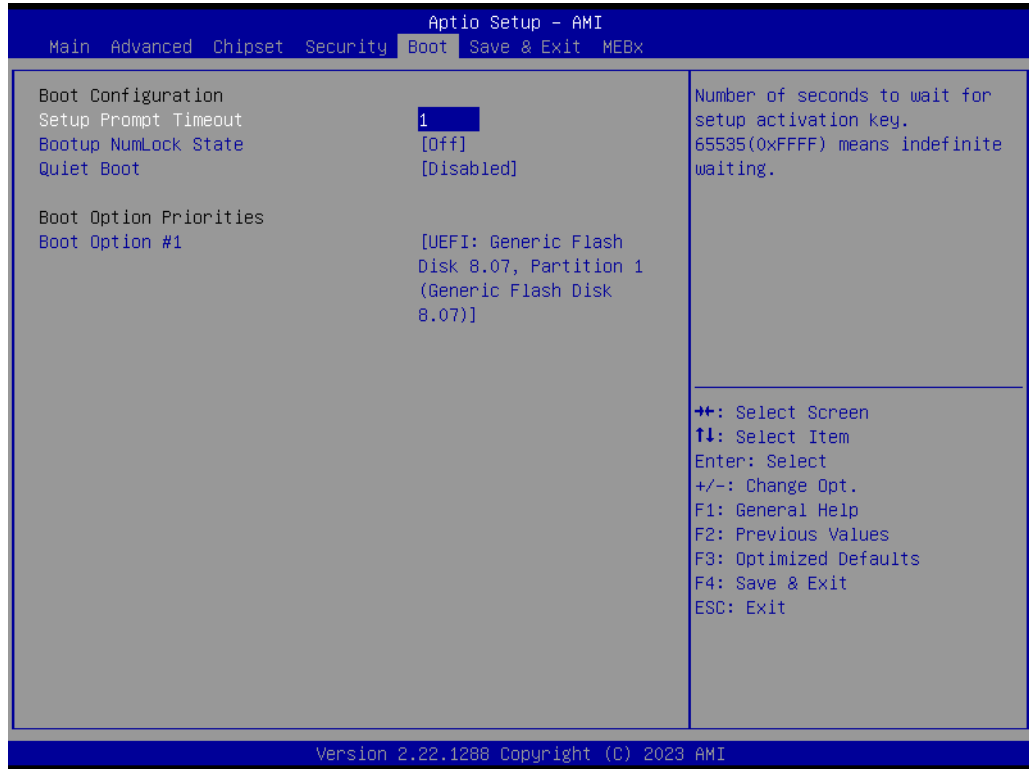 Aptio Setup – AMI
Main Advanced Chipset Security Boot Save & Exit MEBx
Boot Configuration
Setup Prompt Timeout 1
Bootup NumLock State [Off]
Quiet Boot [Disabled]
Boot Option Priorities
Boot Option #1 [UEFI: Generic Flash
Disk 8.07, Partition 1
(Generic Flash Disk
8.07)]
Number of seconds to wait for
setup activation key.
65535(0xFFFF) means indefinite
waiting.
→←: Select Screen
↑↓: Select Item
Enter: Select
+/-: Change Opt.
F1: General Help
F2: Previous Values
F3: Optimized Defaults
F4: Save & Exit
ESC: Exit
Version 2.22.1288 Copyright (C) 2023 AMI